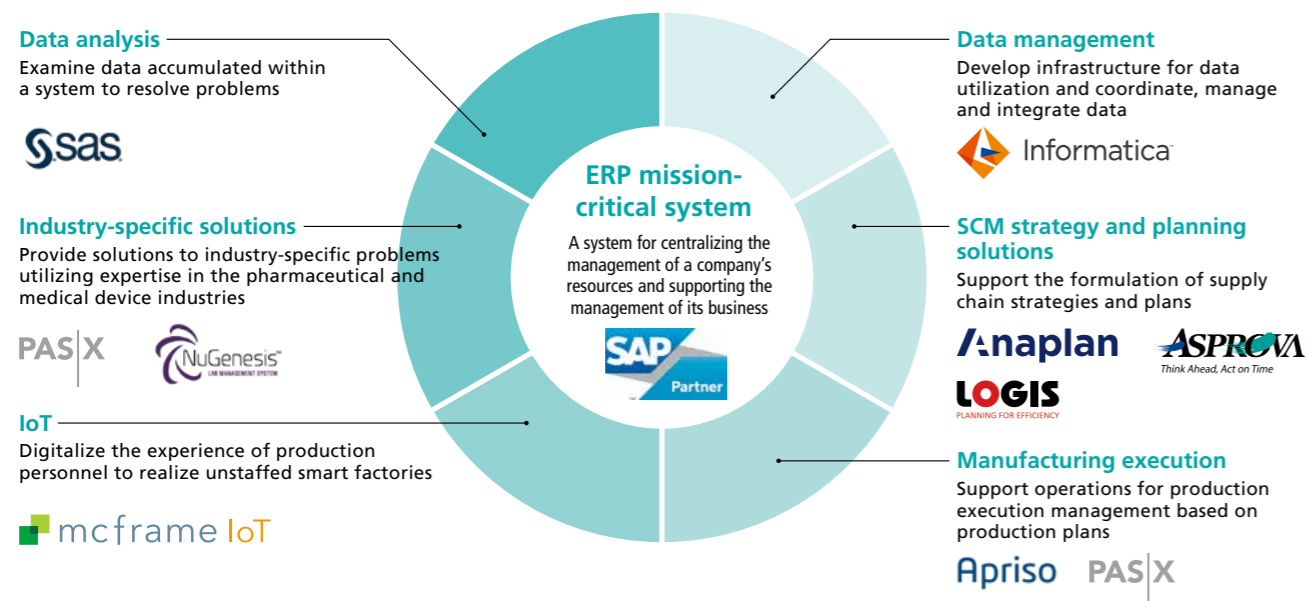 Data analysis
Examine data accumulated within
a system to resolve problems
sas
Industry-specific solutions
Provide solutions to industry-specific problems
utilizing expertise in the pharmaceutical and
medical device industries
PAS|X
NuGenesis™
LAB MANAGEMENT SYSTEM
IoT
Digitalize the experience of production
personnel to realize unstaffed smart factories
mcframe IoT
ERP mission-
critical system
A system for centralizing the
management of a company's
resources and supporting the
management of its business
SAP
Partner
Data management
Develop infrastructure for data
utilization and coordinate, manage
and integrate data
Informatica
SCM strategy and planning
solutions
Support the formulation of supply
chain strategies and plans
Anaplan
ASPROVA
Think Ahead, Act on Time
LOGIS
PLANNING FOR EFFICIENCY
Manufacturing execution
Support operations for production
execution management based on
production plans
Apriso
PAS|X